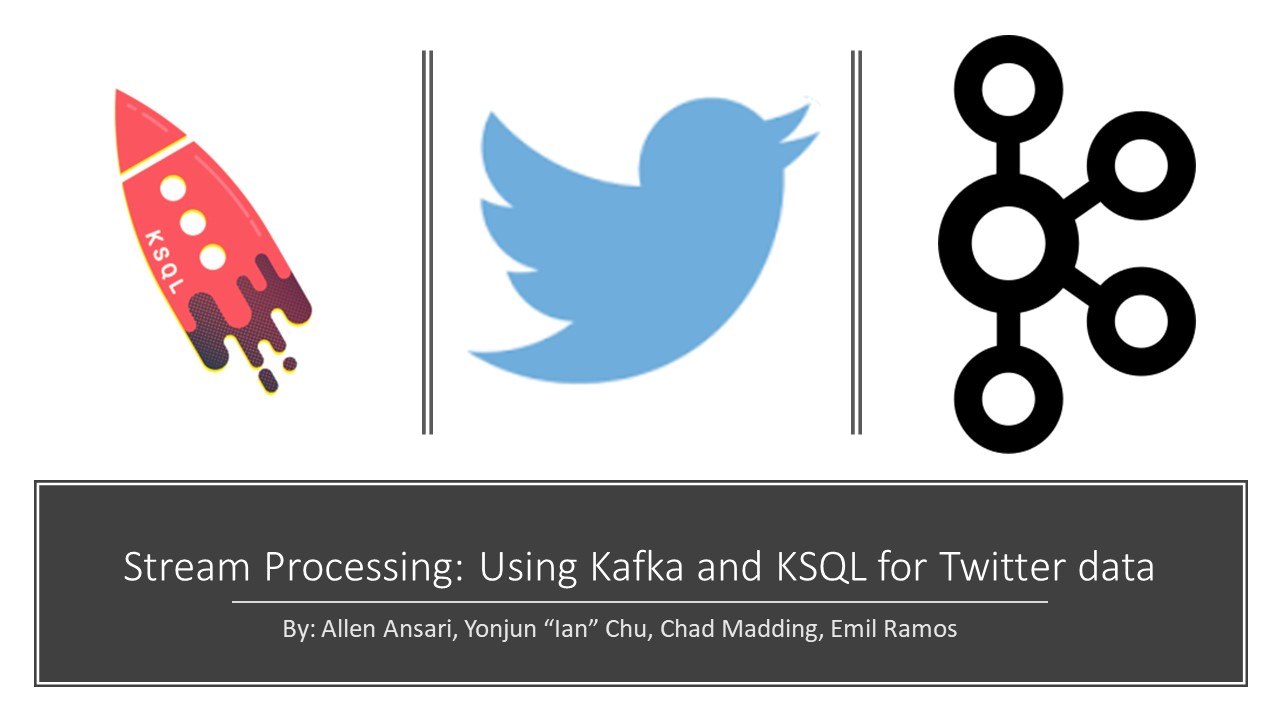 KSQL
Stream Processing: Using Kafka and KSQL for Twitter data
By: Allen Ansari, Yonjun “Ian” Chu, Chad Madding, Emil Ramos